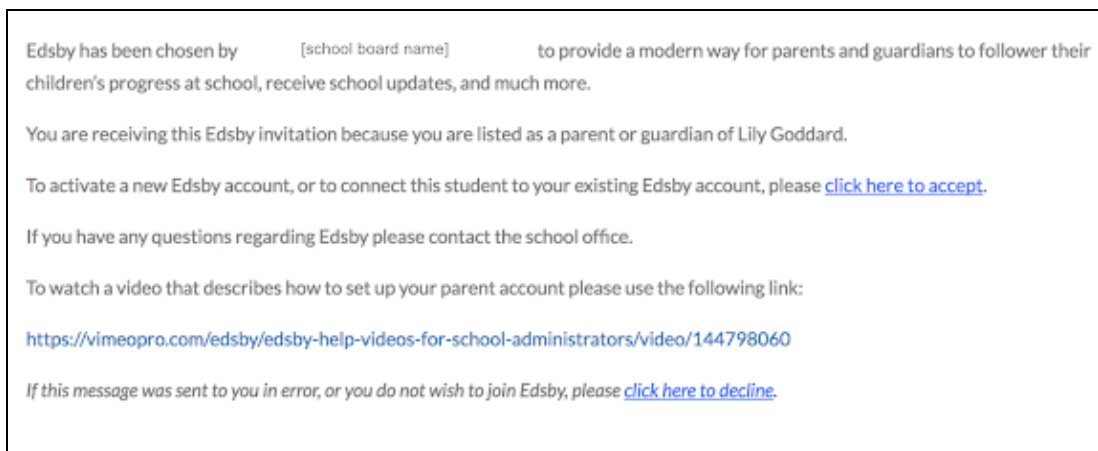 Edsby has been chosen by [school board name] to provide a modern way for parents and guardians to follower their
children's progress at school, receive school updates, and much more.
You are receiving this Edsby invitation because you are listed as a parent or guardian of Lily Goddard.
To activate a new Edsby account, or to connect this student to your existing Edsby account, please click here to accept.
If you have any questions regarding Edsby please contact the school office.
To watch a video that describes how to set up your parent account please use the following link:
https://vimeopro.com/edsby/edsby-help-videos-for-school-administrators/video/144798060
If this message was sent to you in error, or you do not wish to join Edsby, please click here to decline.